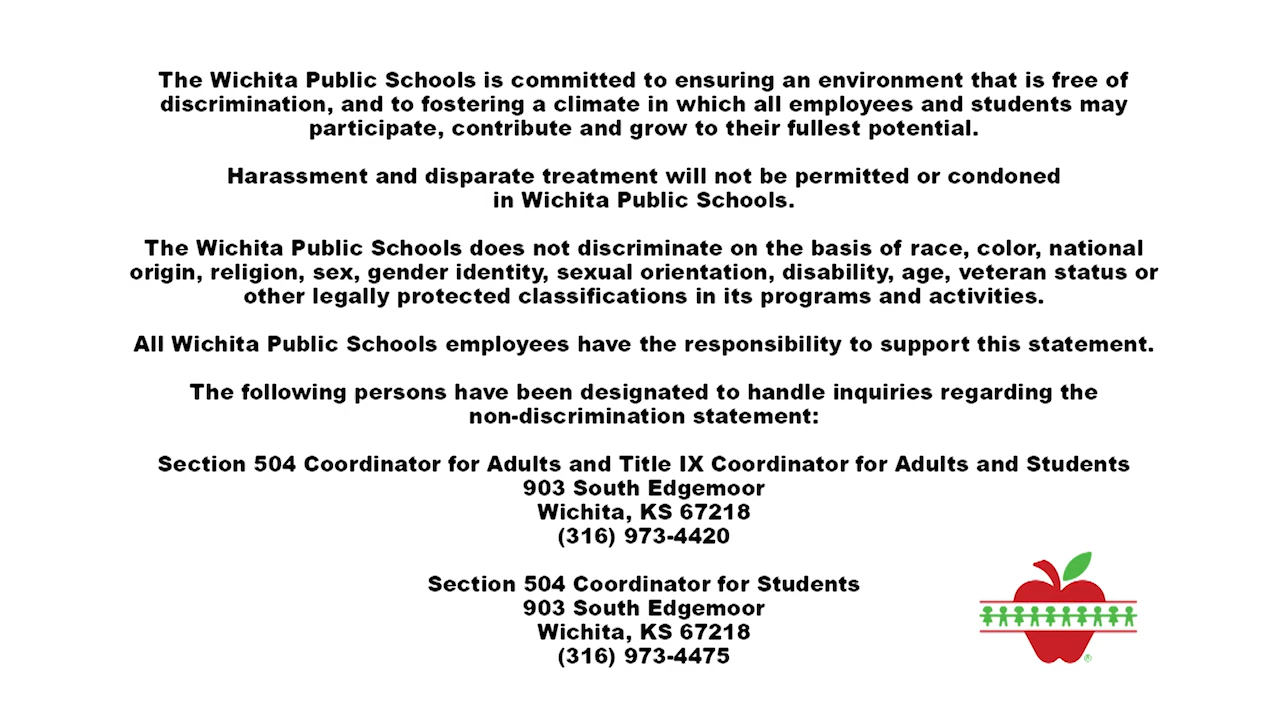 The Wichita Public Schools is committed to ensuring an environment that is free of
discrimination, and to fostering a climate in which all employees and students may
participate, contribute and grow to their fullest potential.
Harassment and disparate treatment will not be permitted or condoned
in Wichita Public Schools.
The Wichita Public Schools does not discriminate on the basis of race, color, national
origin, religion, sex, gender identity, sexual orientation, disability, age, veteran status or
other legally protected classifications in its programs and activities.
All Wichita Public Schools employees have the responsibility to support this statement.
The following persons have been designated to handle inquiries regarding the
non-discrimination statement:
Section 504 Coordinator for Adults and Title IX Coordinator for Adults and Students
903 South Edgemoor
Wichita, KS 67218
(316) 973-4420
Section 504 Coordinator for Students
903 South Edgemoor
Wichita, KS 67218
(316) 973-4475
®